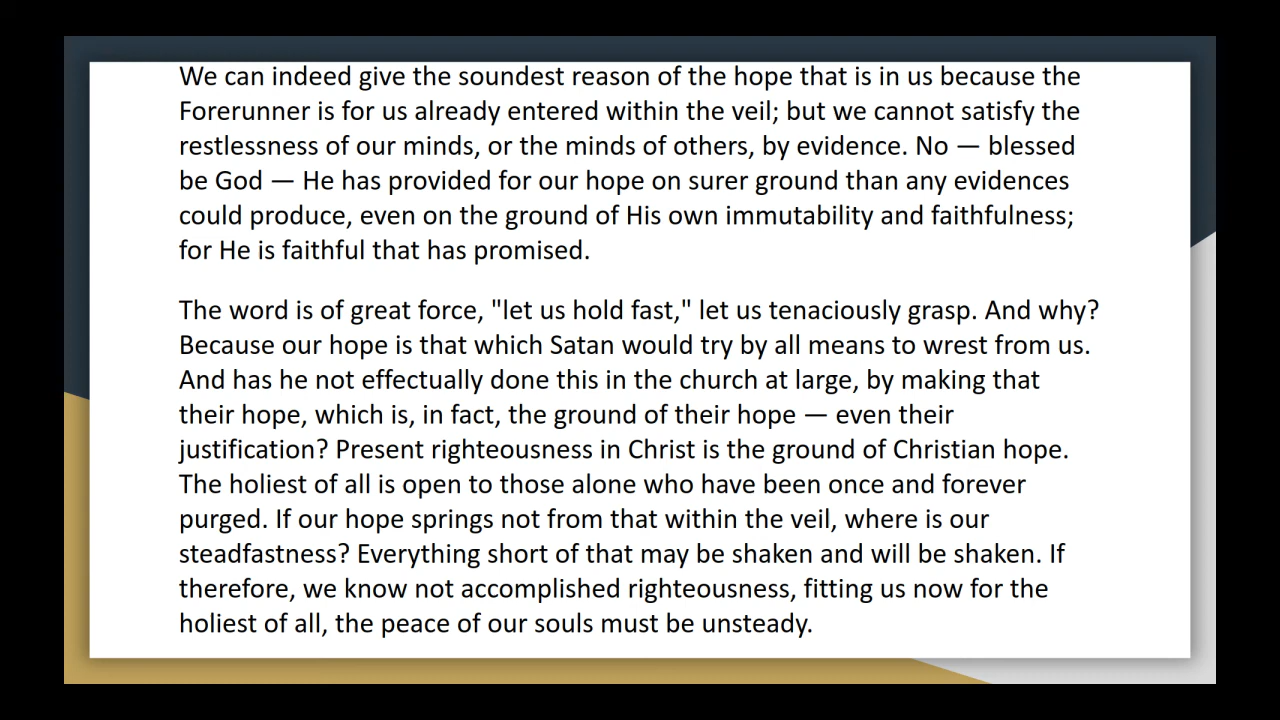 We can indeed give the soundest reason of the hope that is in us because the
Forerunner is for us already entered within the veil; but we cannot satisfy the
restlessness of our minds, or the minds of others, by evidence. No — blessed
be God — He has provided for our hope on surer ground than any evidences
could produce, even on the ground of His own immutability and faithfulness;
for He is faithful that has promised.
The word is of great force, "let us hold fast," let us tenaciously grasp. And why?
Because our hope is that which Satan would try by all means to wrest from us.
And has he not effectually done this in the church at large, by making that
their hope, which is, in fact, the ground of their hope — even their
justification? Present righteousness in Christ is the ground of Christian hope.
The holiest of all is open to those alone who have been once and forever
purged. If our hope springs not from that within the veil, where is our
steadfastness? Everything short of that may be shaken and will be shaken. If
therefore, we know not accomplished righteousness, fitting us now for the
holiest of all, the peace of our souls must be unsteady.